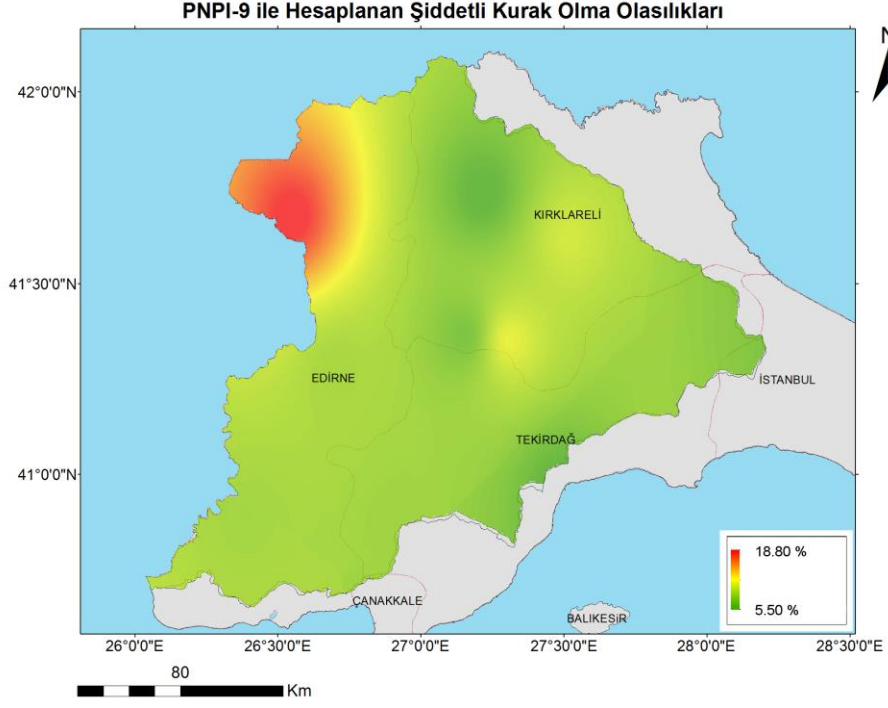 PNPI-9 ile Hesaplanan Şiddetli Kurak Olma Olasılıkları
N
42°0'0"N
41°30'0"N
41°0'0"N
KIRKLARELİ
EDİRNE
İSTANBUL
TEKİRDAĞ
ÇANAKKALE
BALIKESİR
18.80 %
5.50 %
26°0'0"E 26°30'0"E 27°0'0"E 27°30'0"E 28°0'0"E 28°30'0"E
80
Km